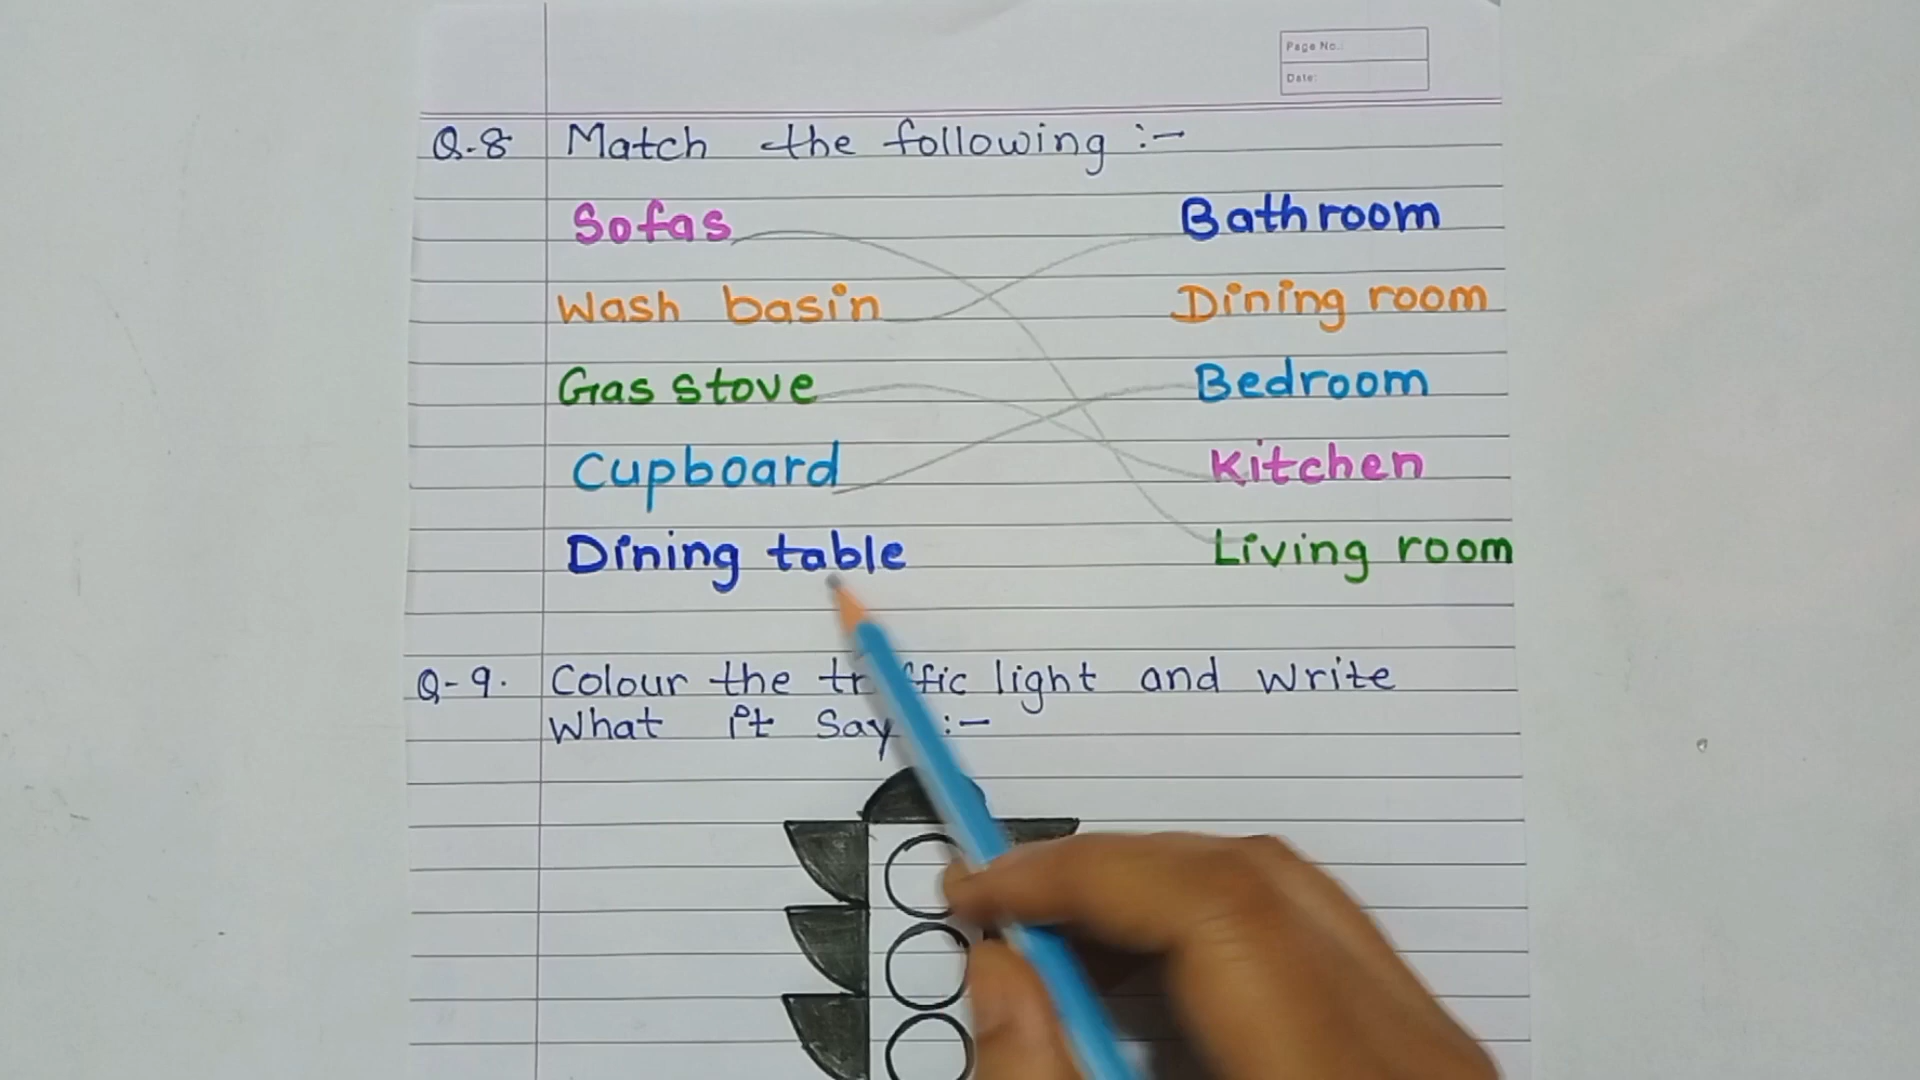 Page No.:
Date:
Q-8 Match the following :-
Sofas Bathroom
Wash basin Dining room
Gas stove Bedroom
Cupboard Kitchen
Dining table Living room
Q-9. Colour the traffic light and write
what it say :-